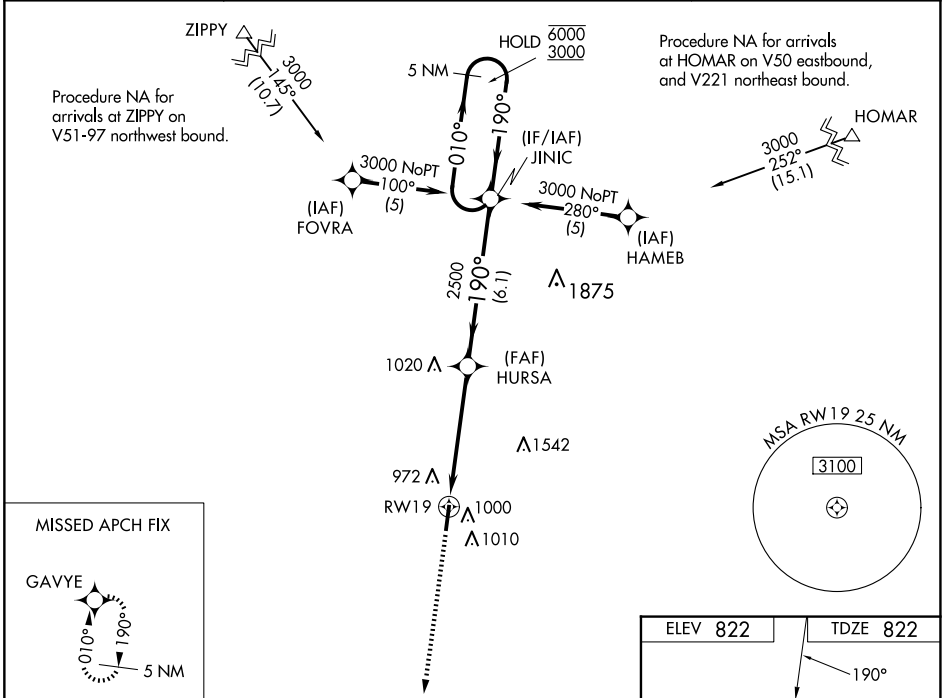 ZIPPY
3000
145°
(10.7)
HOLD 6000
3000
5 NM
010°
190°
Procedure NA for arrivals
at HOMAR on V50 eastbound,
and V221 northeast bound.
Procedure NA for
arrivals at ZIPPY on
V51-97 northwest bound.
HOMAR
3000
252°
(15.1)
(IF/IAF)
JINIC
3000 NoPT
100°
(5)
(IAF)
FOVRA
3000 NoPT
280°
(5)
(IAF)
HAMEB
2500
190°
(6.1)
1875
1020
(FAF)
HURSA
1542
972
RW19
1000
1010
MSA RW19 25 NM
3100
MISSED APCH FIX
GAVYE
010°
190°
5 NM
ELEV 822
TDZE 822
190°